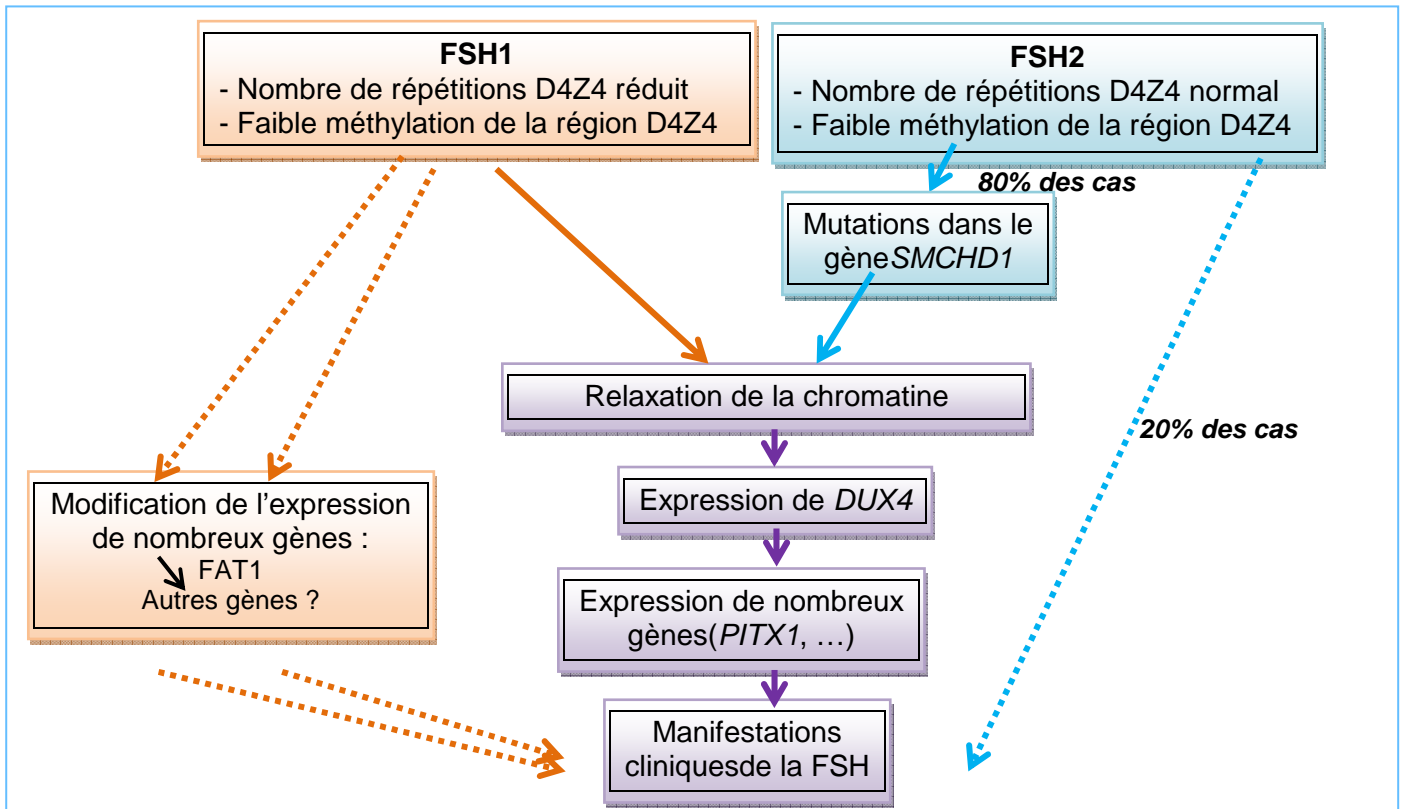 FSH1
- Nombre de répétitions D4Z4 réduit
- Faible méthylation de la région D4Z4
FSH2
- Nombre de répétitions D4Z4 normal
- Faible méthylation de la région D4Z4
80% des cas
Mutations dans le
gèneSMCHD1
Relaxation de la chromatine
20% des cas
Modification de l'expression
de nombreux gènes :
FAT1
Autres gènes ?
Expression de DUX4
Expression de nombreux
gènes(PITX1, …)
Manifestations
cliniquesde la FSH